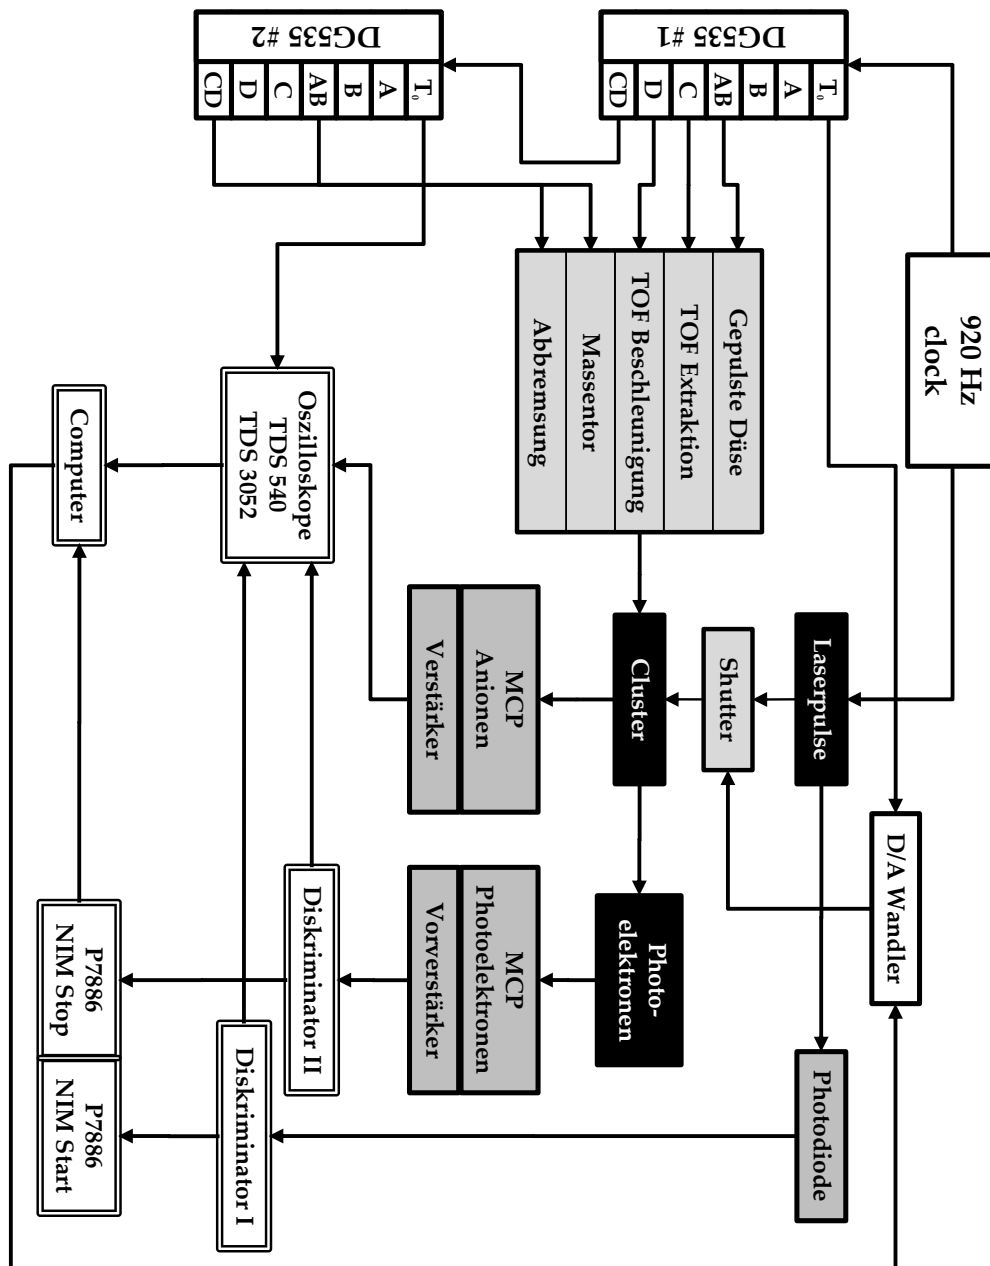 920 Hz
clock
DG535 #1
T₀
A
B
AB
C
D
CD
DG535 #2
T₀
A
B
AB
C
D
CD
Gepulste Düse
TOF Extraktion
TOF Beschleunigung
Massentor
Abbremsung
Laserpulse
Shutter
Cluster
D/A Wandler
Photodiode
Photo-
elektronen
MCP
Anionen
Verstärker
MCP
Photoelektronen
Vorverstärker
Oszilloskope
TDS 540
TDS 3052
Diskriminator II
Diskriminator I
Computer
P7886
NIM Stop
P7886
NIM Start